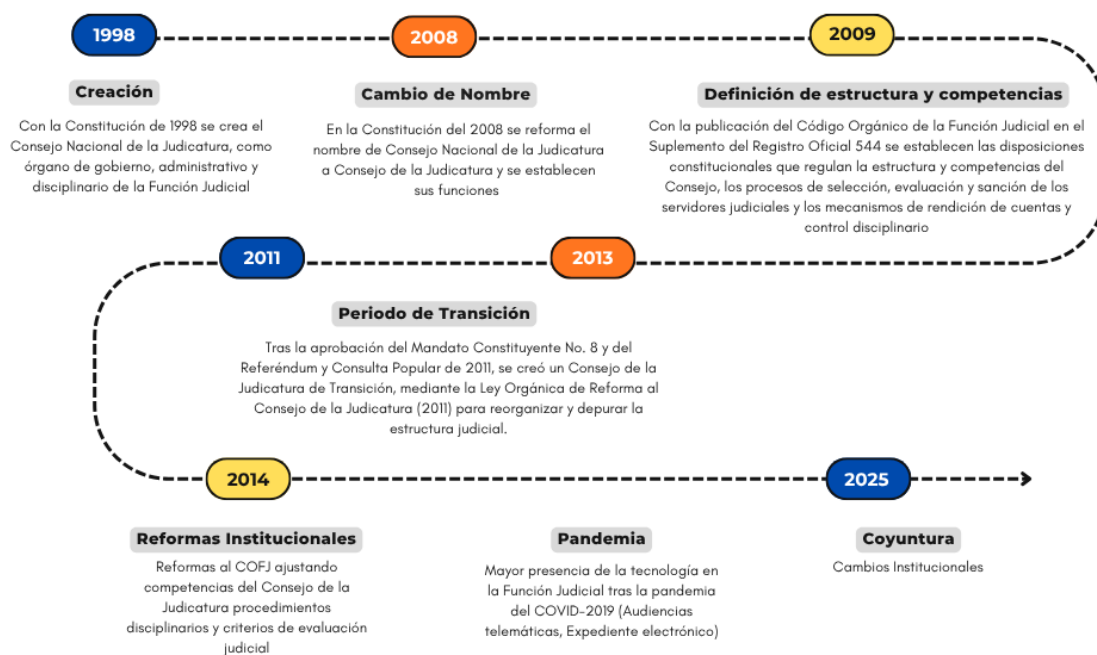 1998
2008
2009
Creación
Con la Constitución de 1998 se crea el
Consejo Nacional de la Judicatura, como
órgano de gobierno, administrativo y
disciplinario de la Función Judicial
Cambio de Nombre
En la Constitución del 2008 se reforma el
nombre de Consejo Nacional de la Judicatura
a Consejo de la Judicatura y se establecen
sus funciones
Definición de estructura y competencias
Con la publicación del Código Orgánico de la Función Judicial en el
Suplemento del Registro Oficial 544 se establecen las disposiciones
constitucionales que regulan la estructura y competencias del
Consejo, los procesos de selección, evaluación y sanción de los
servidores judiciales y los mecanismos de rendición de cuentas y
control disciplinario
2011
2013
Periodo de Transición
Tras la aprobación del Mandato Constituyente No. 8 y del
Referéndum y Consulta Popular de 2011, se creó un Consejo de la
Judicatura de Transición, mediante la Ley Orgánica de Reforma al
Consejo de la Judicatura (2011) para reorganizar y depurar la
estructura judicial.
2014
2025
Reformas Institucionales
Reformas al COFJ ajustando
competencias del Consejo de la
Judicatura procedimientos
disciplinarios y criterios de evaluación
judicial
Pandemia
Mayor presencia de la tecnología en
la Función Judicial tras la pandemia
del COVID-2019 (Audiencias
telemáticas, Expediente electrónico)
Coyuntura
Cambios Institucionales